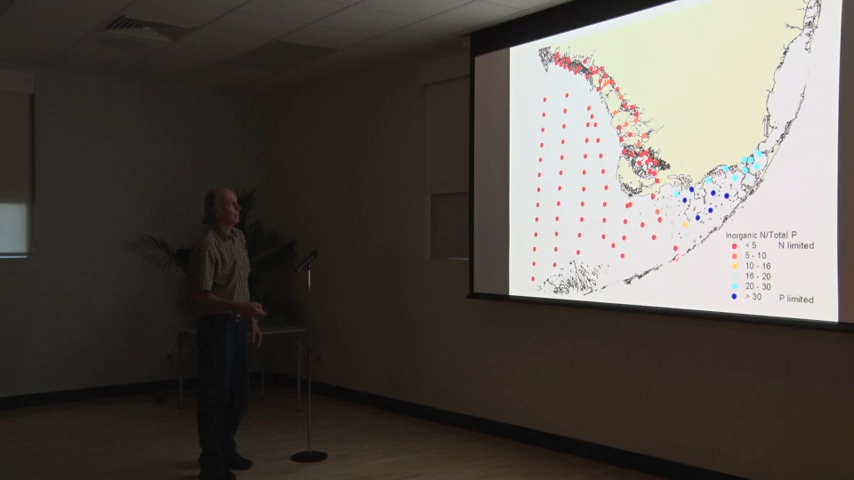 Inorganic N/Total P
< 5 N limited
5 - 10
10 - 16
16 - 20
20 - 30
> 30 P limited